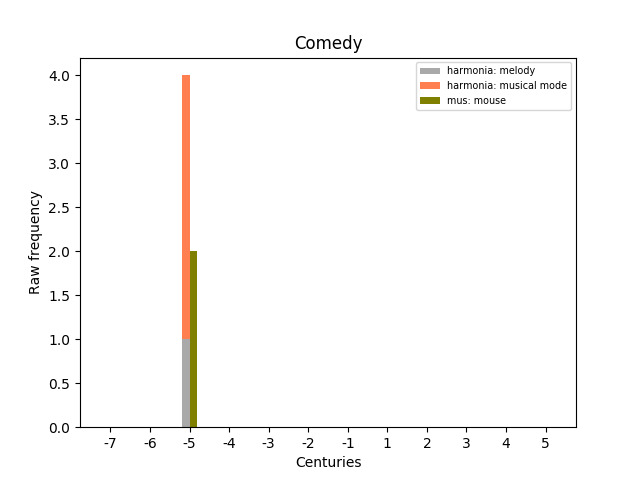 Comedy
harmonia: melody
harmonia: musical mode
mus: mouse
Raw frequency
4.0
3.5
3.0
2.5
2.0
1.5
1.0
0.5
0.0
-7 -6 -5 -4 -3 -2 -1 1 2 3 4 5
Centuries